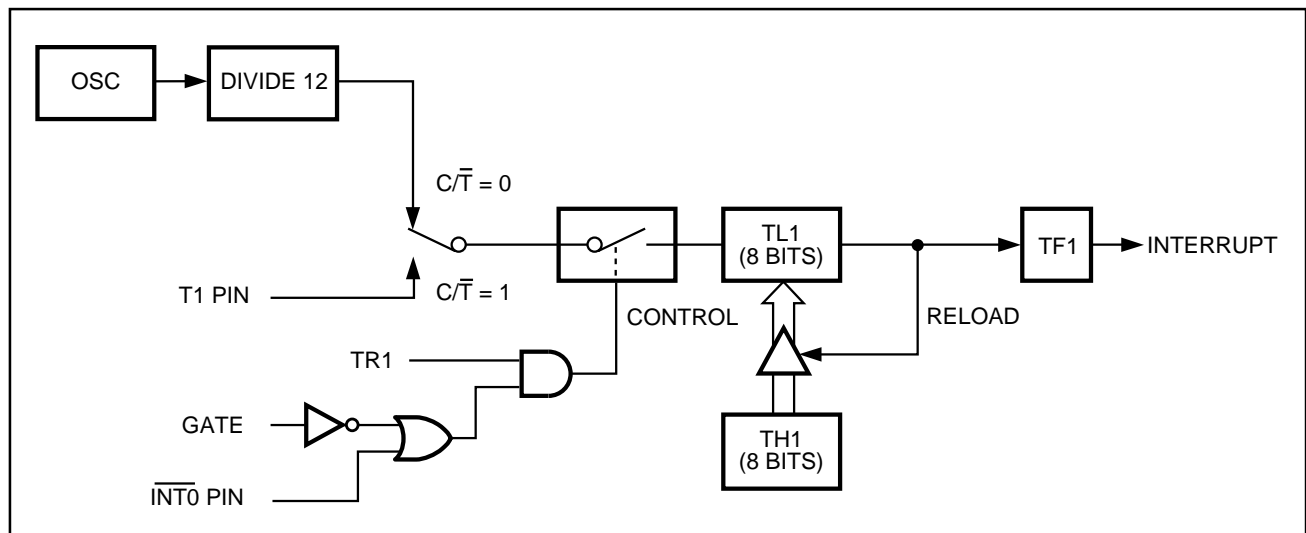 OSC
DIVIDE 12
C/T̅ = 0
TL1
(8 BITS)
TF1
INTERRUPT
T1 PIN
C/T̅ = 1
CONTROL
RELOAD
TR1
GATE
TH1
(8 BITS)
I̅N̅T̅0̅ PIN